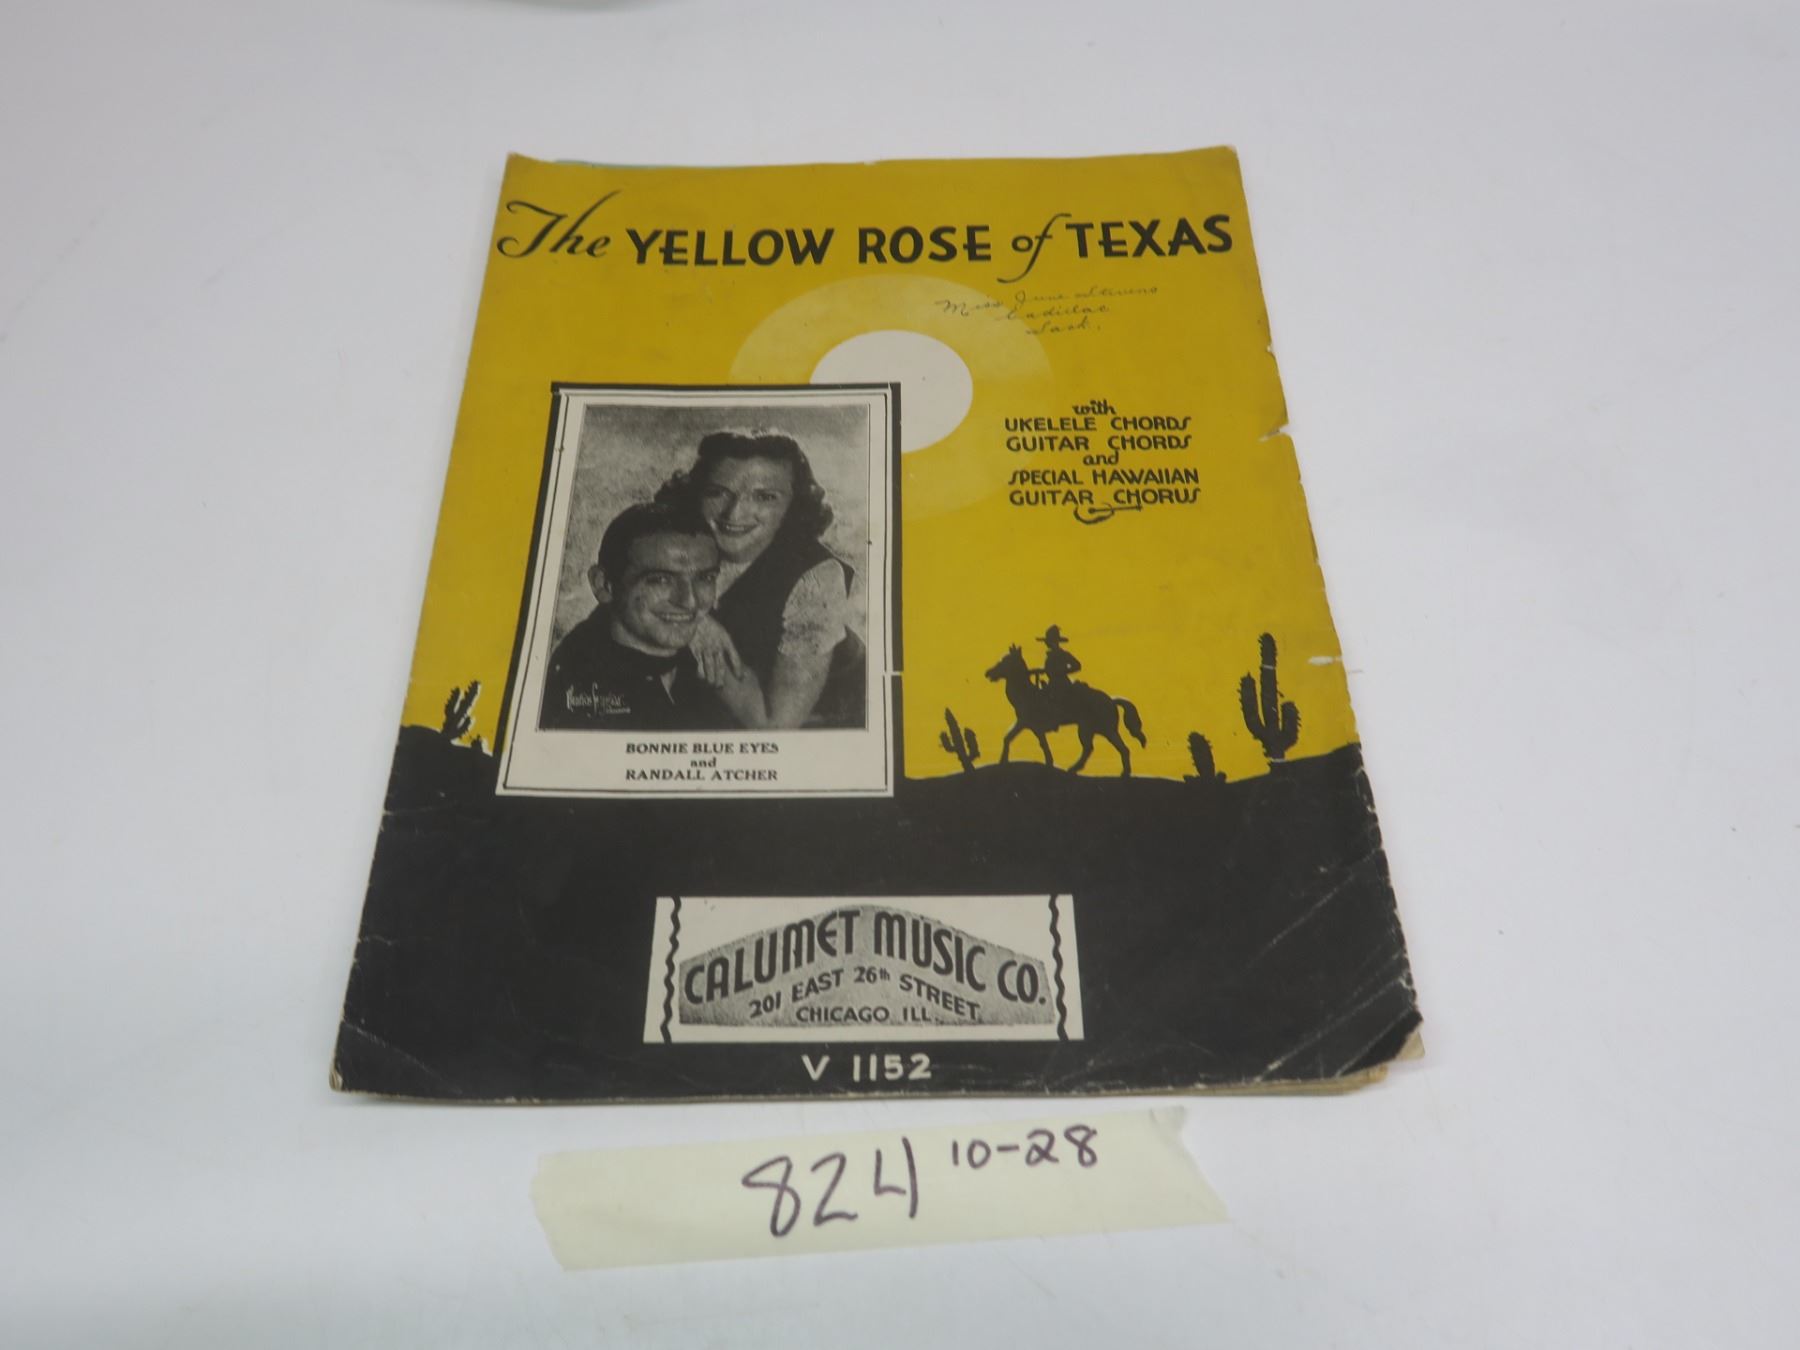 The YELLOW ROSE of TEXAS
Miss June Stevens
Cadillac
Sask.
with
UKELELE CHORDS
GUITAR CHORDS
and
SPECIAL HAWAIIAN
GUITAR CHORUS
BONNIE BLUE EYES
and
RANDALL ATCHER
CALUMET MUSIC CO.
201 EAST 26th STREET
CHICAGO ILL.
V 1152
824 10-28